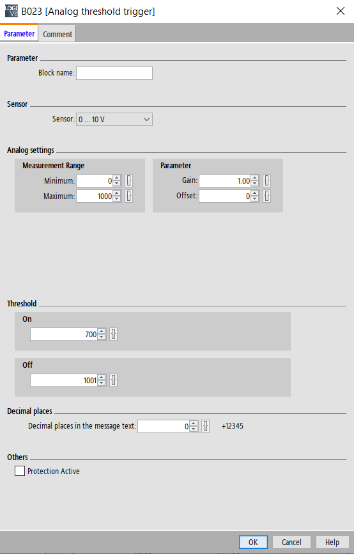 B023 [Analog threshold trigger]
Parameter Comment
Parameter
Block name:
Sensor
Sensor: 0 ... 10 V
Analog settings
Measurement Range Parameter
Minimum: 0 Gain: 1.00
Maximum: 1000 Offset: 0
Threshold
On
700
Off
1001
Decimal places
Decimal places in the message text: 0 +12345
Others
Protection Active
OK Cancel Help